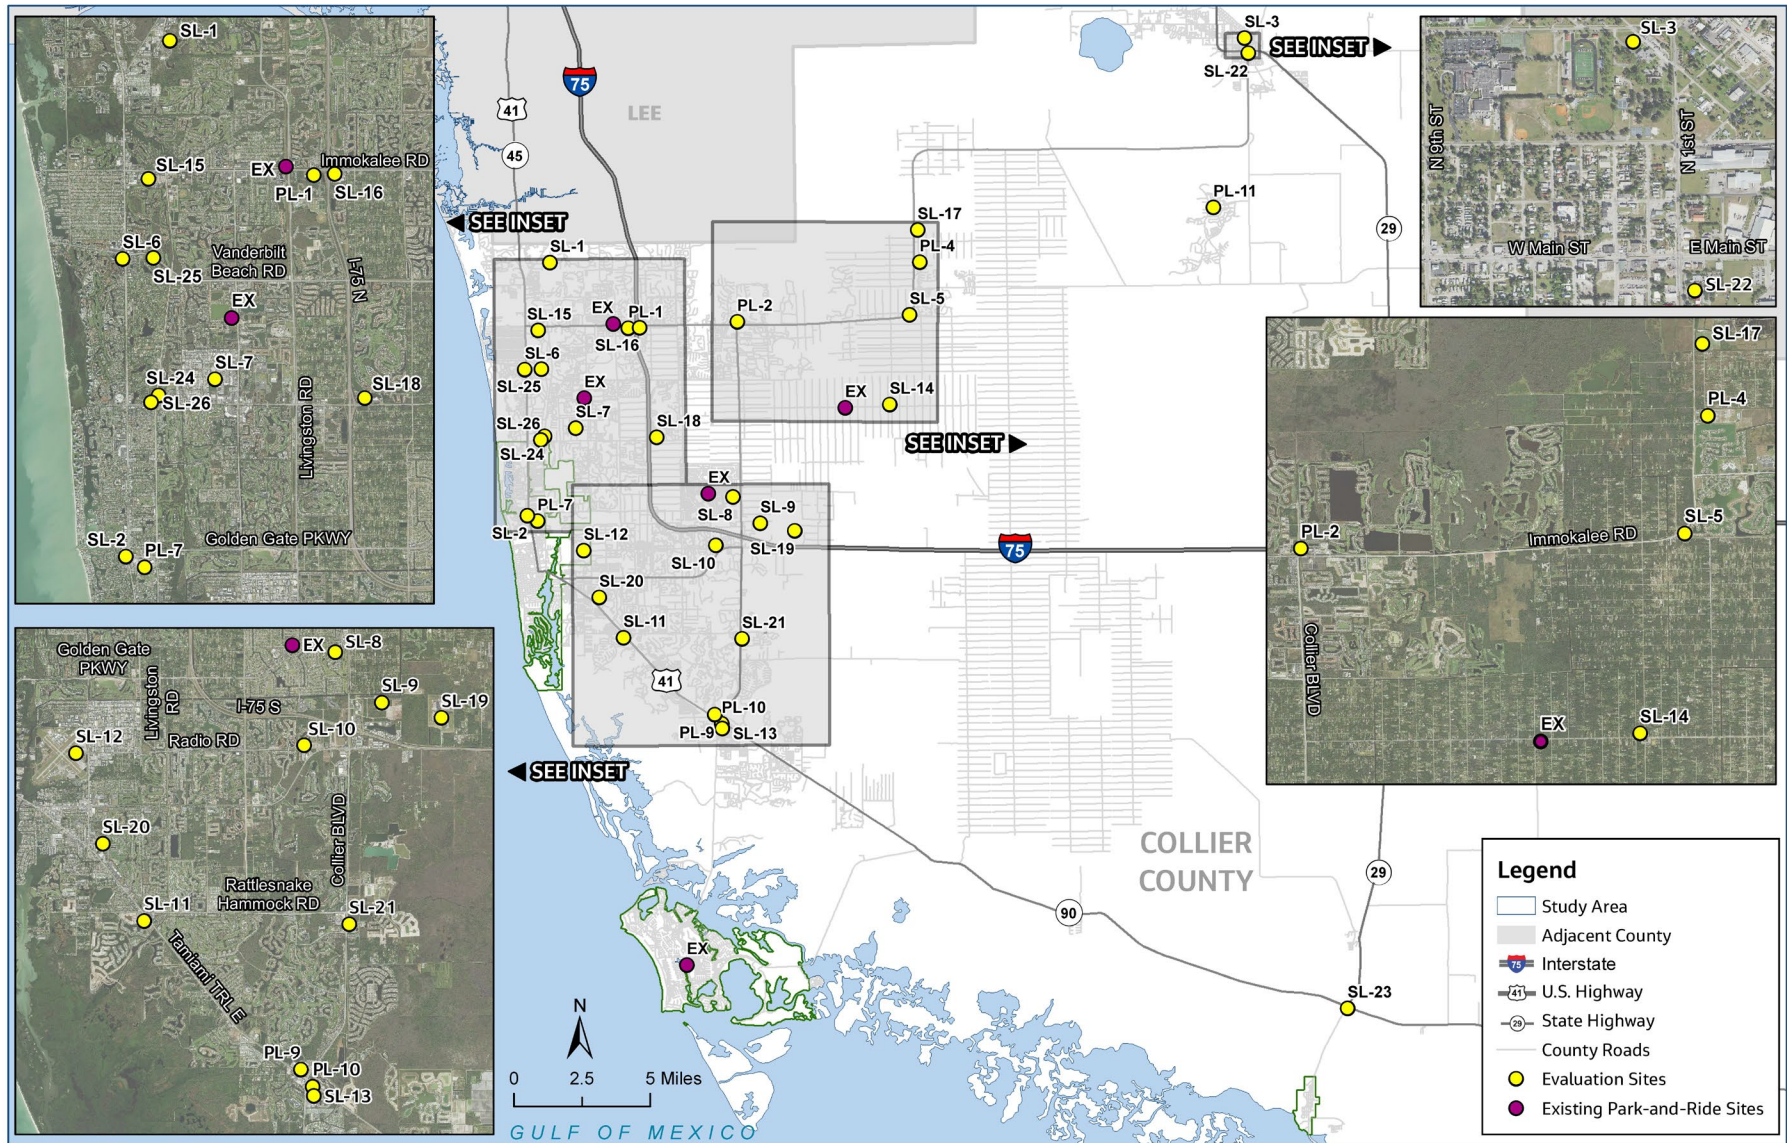 SL-1
SL-15
EX
Immokalee RD
PL-1
SL-16
SL-6
SL-25
Vanderbilt
Beach RD
I-75 N
EX
SL-7
SL-24
SL-26
Livingston RD
SL-18
SL-2
PL-7
Golden Gate PKWY
41
75
45
LEE
SEE INSET
SL-3
SL-22
SEE INSET
29
PL-11
SL-3
N 9th ST
N 1st ST
W Main ST
E Main ST
SL-22
SL-1
SL-15
EX
PL-1
SL-16
SL-6
SL-25
EX
SL-7
SL-26
SL-24
SL-18
PL-7
SL-2
SL-17
PL-4
PL-2
SL-5
EX
SL-14
SEE INSET
EX
SL-8
SL-9
SL-19
SL-12
SL-10
75
SL-20
SL-11
SL-21
41
PL-10
PL-9
SL-13
SEE INSET
SL-17
PL-4
SL-5
PL-2
Immokalee RD
Collier BLVD
EX
SL-14
Golden Gate
PKWY
EX
SL-8
Livingston
RD
I-75 S
SL-9
SL-19
Radio RD
SL-10
SL-12
SL-20
Collier BLVD
Rattlesnake
Hammock RD
SL-11
SL-21
Tamiami TRL E
PL-9
PL-10
SL-13
COLLIER
COUNTY
90
29
SL-23
EX
N
0 2.5 5 Miles
GULF OF MEXICO
Legend
Study Area
Adjacent County
75 Interstate
41 U.S. Highway
29 State Highway
County Roads
Evaluation Sites
Existing Park-and-Ride Sites